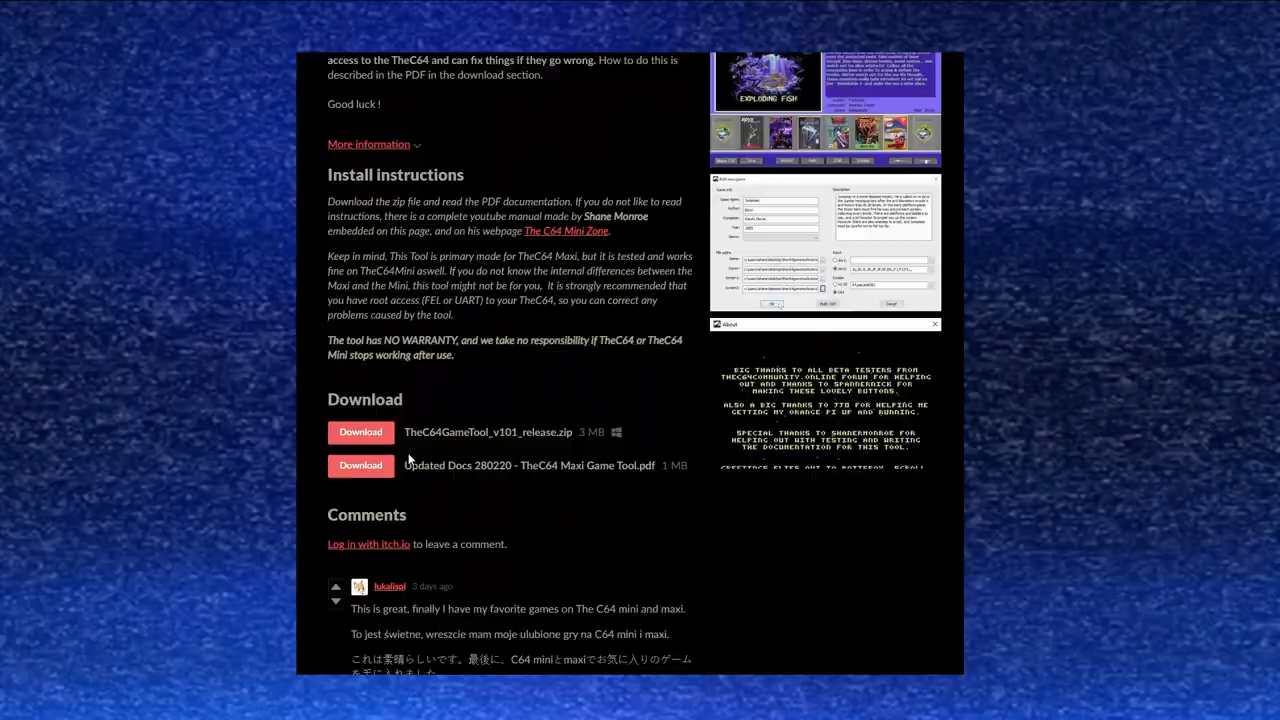 access to the TheC64 and can fix things if they go wrong. How to do this is
described in the PDF in the download section.
Good luck !
More information
Install instructions
Download the zip file and read the PDF documentation. If you do not like to read
instructions, there is a complete youtube manual made by Shane Monroe
embedded on this page, and on his webpage The C64 Mini Zone.
Keep in mind, This Tool is primary made for TheC64 Maxi, but it is tested and works
fine on TheC64Mini aswell. If you do not know the internal differences between the
Maxi and the Mini, this tool might not be for you, It is strongly recommended that
you have root access (FEL or UART) to your TheC64, so you can correct any
problems caused by the tool.
The tool has NO WARRANTY, and we take no responsibility if TheC64 or TheC64
Mini stops working after use.
Download
Download TheC64GameTool_v101_release.zip 3 MB
Download Updated Docs 280220 - TheC64 Maxi Game Tool.pdf 1 MB
Comments
Log in with itch.io to leave a comment.
lukalispl 3 days ago
This is great, finally I have my favorite games on The C64 mini and maxi.
To jest świetne, wreszcie mam moje ulubione gry na C64 mini i maxi.
これは素晴らしいです。最後に、C64 miniとmaxiでお気に入りのゲーム
を手に入れました
EXPLODING FISH
About
BIG THANKS TO ALL BETA TESTERS FROM
THEC64COMMUNITY.ONLINE FORUM FOR HELPING
OUT AND THANKS TO SPANNERNICK FOR
MAKING THESE LOVELY BUTTONS.
ALSO A BIG THANKS TO JJ0 FOR HELPING ME
GETTING MY ORANGE PI UP AND RUNNING.
SPECIAL THANKS TO SHANERMONROE FOR
HELPING OUT WITH TESTING AND WRITING
THE DOCUMENTATION FOR THIS TOOL.